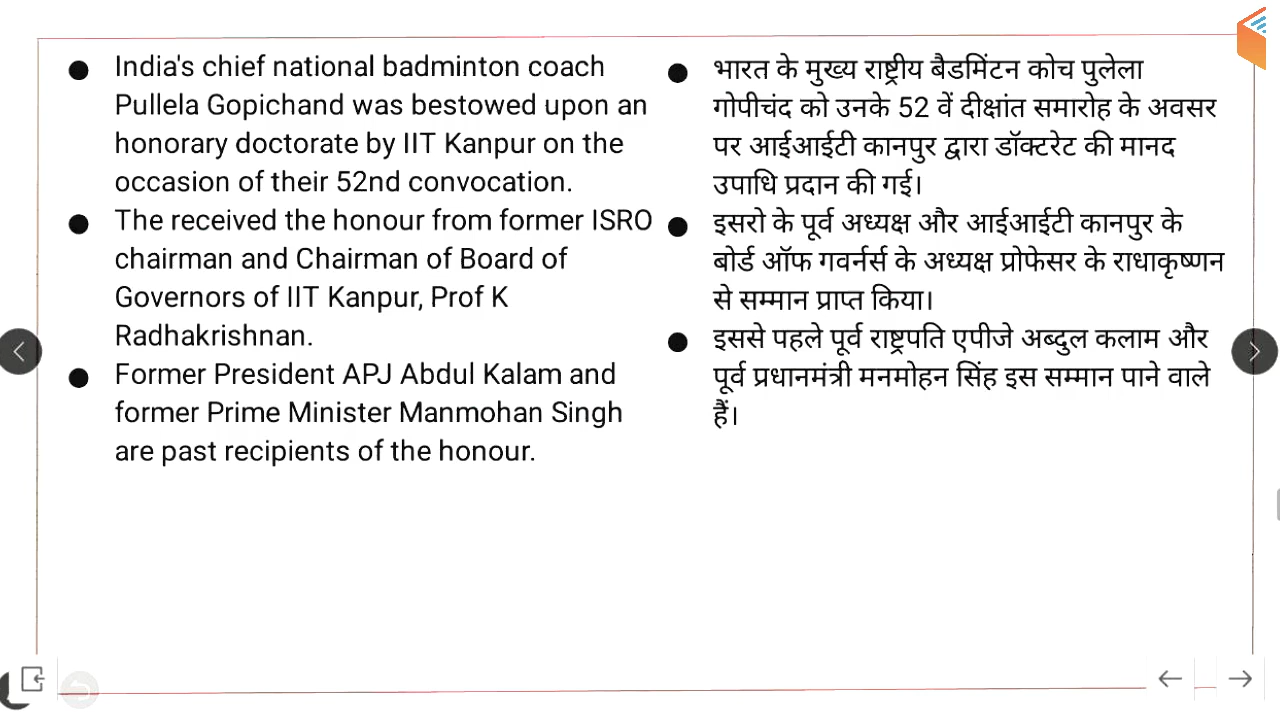 India's chief national badminton coach
Pullela Gopichand was bestowed upon an
honorary doctorate by IIT Kanpur on the
occasion of their 52nd convocation.
The received the honour from former ISRO
chairman and Chairman of Board of
Governors of IIT Kanpur, Prof K
Radhakrishnan.
Former President APJ Abdul Kalam and
former Prime Minister Manmohan Singh
are past recipients of the honour.
भारत के मुख्य राष्ट्रीय बैडमिंटन कोच पुलेला
गोपीचंद को उनके 52 वें दीक्षांत समारोह के अवसर
पर आईआईटी कानपुर द्वारा डॉक्टरेट की मानद
उपाधि प्रदान की गई।
इसरो के पूर्व अध्यक्ष और आईआईटी कानपुर के
बोर्ड ऑफ गवर्नर्स के अध्यक्ष प्रोफेसर के राधाकृष्णन
से सम्मान प्राप्त किया।
इससे पहले पूर्व राष्ट्रपति एपीजे अब्दुल कलाम और
पूर्व प्रधानमंत्री मनमोहन सिंह इस सम्मान पाने वाले
हैं।